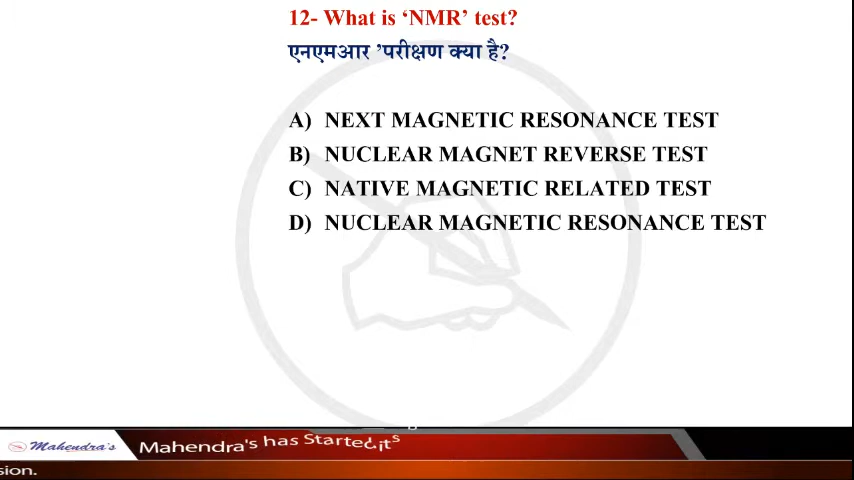 12- What is ‘NMR’ test?
एनएमआर ’परीक्षण क्या है?
A) NEXT MAGNETIC RESONANCE TEST
B) NUCLEAR MAGNET REVERSE TEST
C) NATIVE MAGNETIC RELATED TEST
D) NUCLEAR MAGNETIC RESONANCE TEST
Mahendra's Mahendra's has Started its
sion.